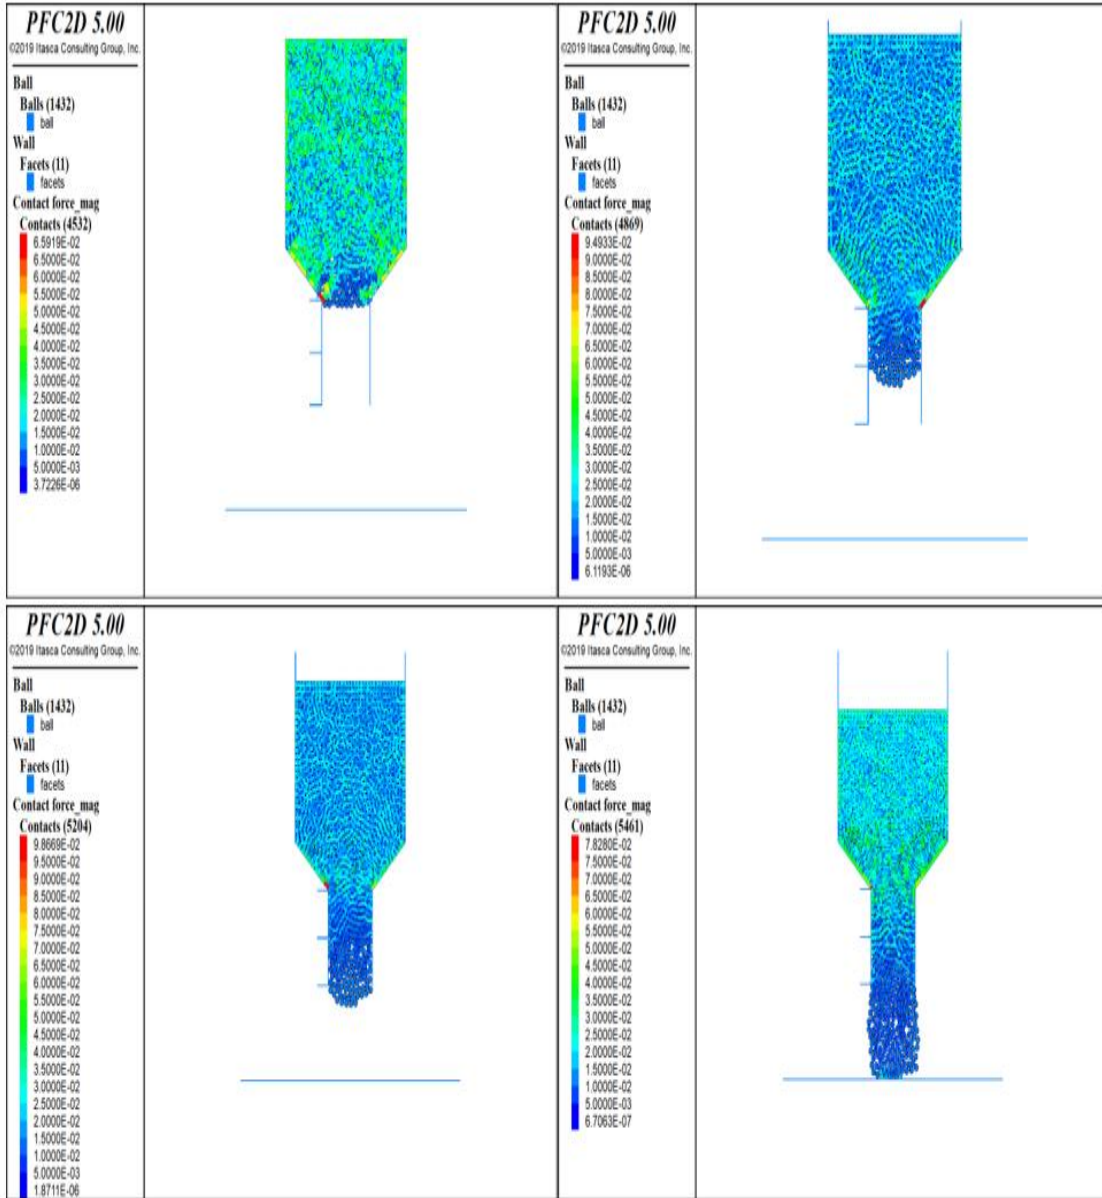 PFC2D 5.00
©2019 Itasca Consulting Group, Inc.
Ball
Balls (1432)
ball
Wall
Facets (11)
facets
Contact force_mag
Contacts (4532)
6.5919E-02
6.5000E-02
6.0000E-02
5.5000E-02
5.0000E-02
4.5000E-02
4.0000E-02
3.5000E-02
3.0000E-02
2.5000E-02
2.0000E-02
1.5000E-02
1.0000E-02
5.0000E-03
3.7226E-06
PFC2D 5.00
©2019 Itasca Consulting Group, Inc.
Ball
Balls (1432)
ball
Wall
Facets (11)
facets
Contact force_mag
Contacts (4869)
9.4933E-02
9.0000E-02
8.5000E-02
8.0000E-02
7.5000E-02
7.0000E-02
6.5000E-02
6.0000E-02
5.5000E-02
5.0000E-02
4.5000E-02
4.0000E-02
3.5000E-02
3.0000E-02
2.5000E-02
2.0000E-02
1.5000E-02
1.0000E-02
5.0000E-03
6.1193E-06
PFC2D 5.00
©2019 Itasca Consulting Group, Inc.
Ball
Balls (1432)
ball
Wall
Facets (11)
facets
Contact force_mag
Contacts (5204)
9.8669E-02
9.5000E-02
9.0000E-02
8.5000E-02
8.0000E-02
7.5000E-02
7.0000E-02
6.5000E-02
6.0000E-02
5.5000E-02
5.0000E-02
4.5000E-02
4.0000E-02
3.5000E-02
3.0000E-02
2.5000E-02
2.0000E-02
1.5000E-02
1.0000E-02
5.0000E-03
1.8711E-06
PFC2D 5.00
©2019 Itasca Consulting Group, Inc.
Ball
Balls (1432)
ball
Wall
Facets (11)
facets
Contact force_mag
Contacts (5461)
7.8280E-02
7.5000E-02
7.0000E-02
6.5000E-02
6.0000E-02
5.5000E-02
5.0000E-02
4.5000E-02
4.0000E-02
3.5000E-02
3.0000E-02
2.5000E-02
2.0000E-02
1.5000E-02
1.0000E-02
5.0000E-03
6.7063E-07